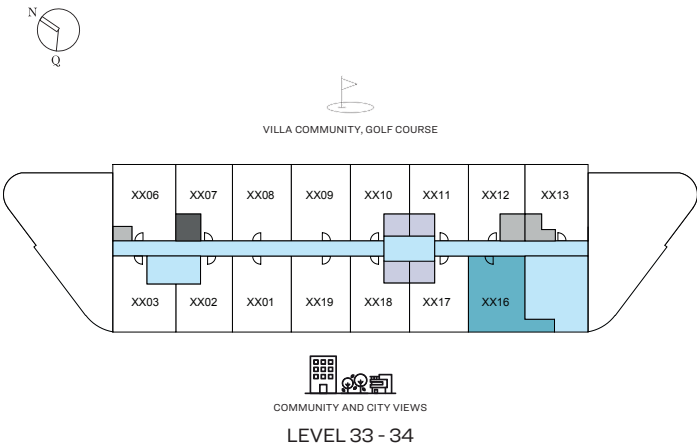 N
Q
VILLA COMMUNITY, GOLF COURSE
XX06 XX07 XX08 XX09 XX10 XX11 XX12 XX13
XX03 XX02 XX01 XX19 XX18 XX17 XX16
COMMUNITY AND CITY VIEWS
LEVEL 33 - 34